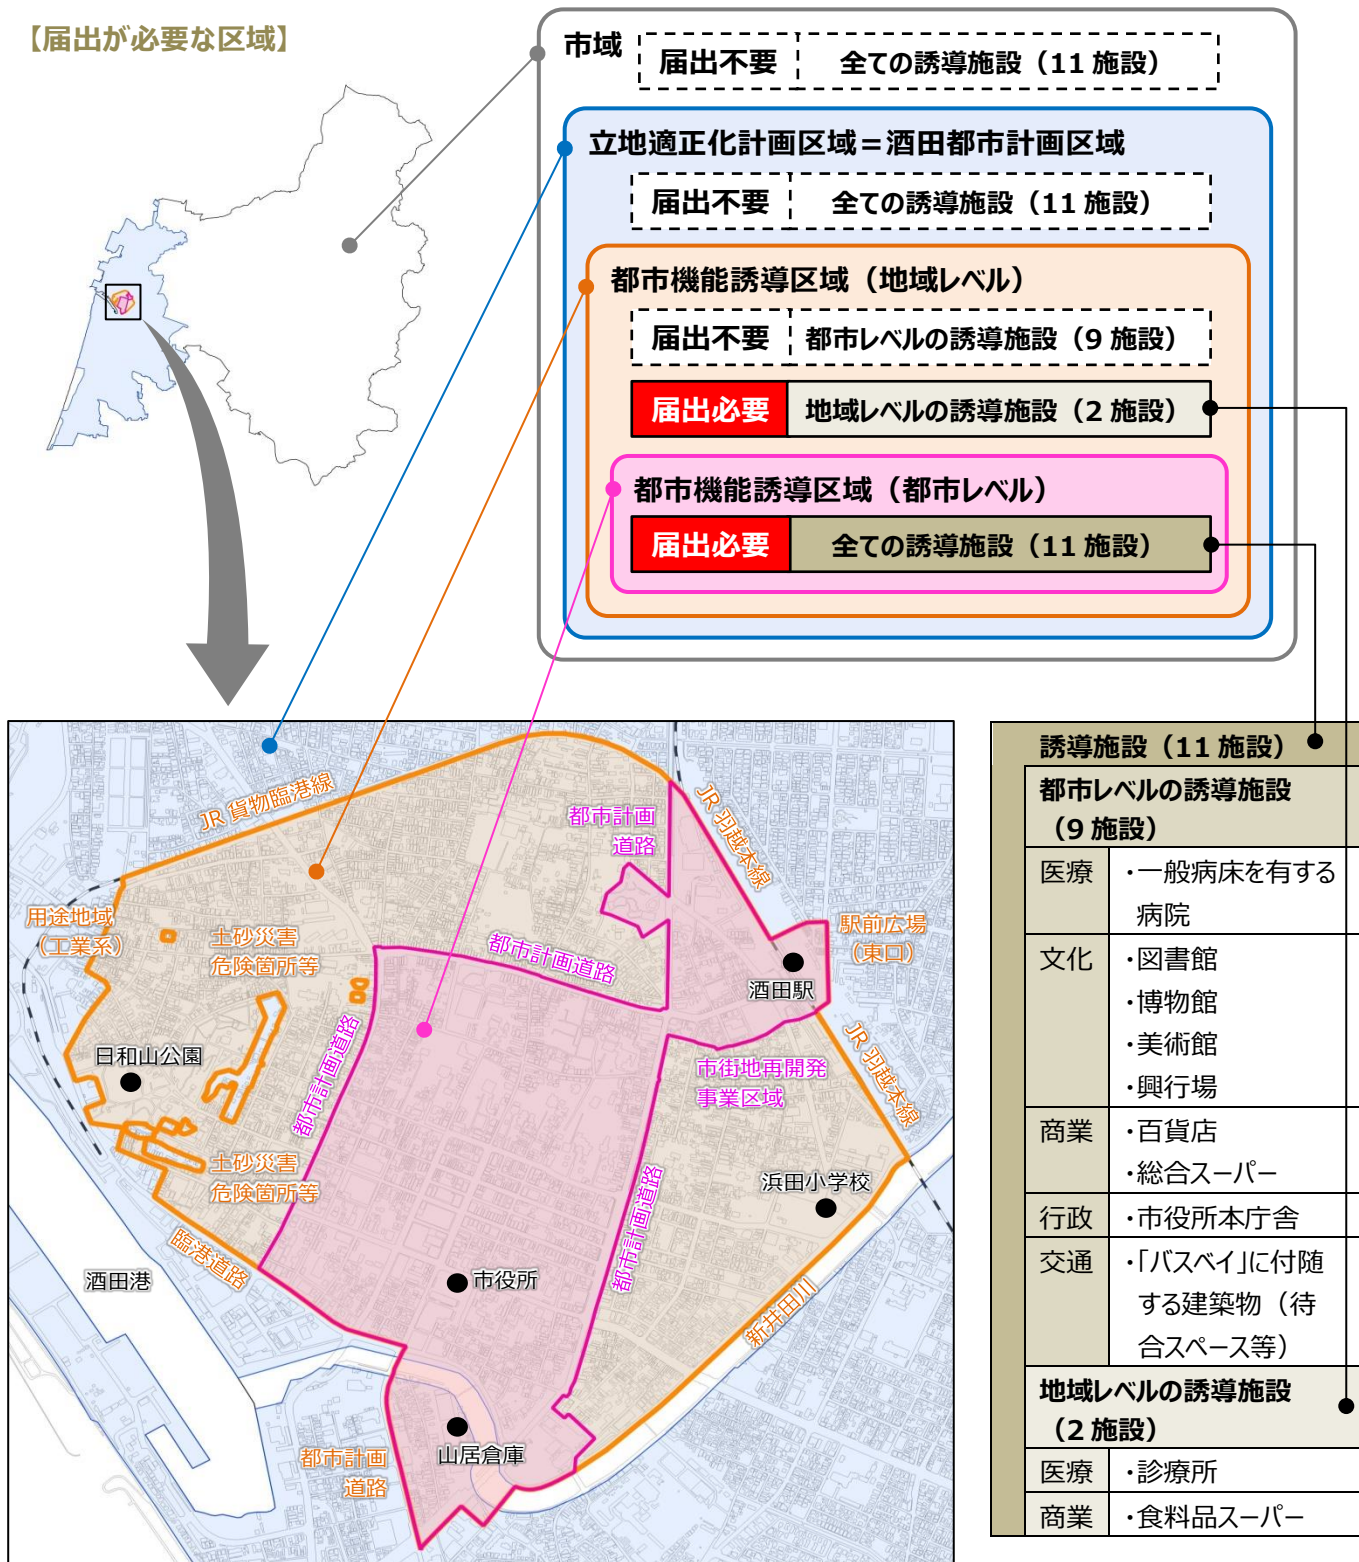 【届出が必要な区域】
市域
届出不要 全ての誘導施設（11 施設）
立地適正化計画区域＝酒田都市計画区域
届出不要 全ての誘導施設（11 施設）
都市機能誘導区域（地域レベル）
届出不要 都市レベルの誘導施設（9 施設）
届出必要 地域レベルの誘導施設（2 施設）
都市機能誘導区域（都市レベル）
届出必要 全ての誘導施設（11 施設）
JR 貨物臨港線
都市計画
道路
JR 羽越本線
用途地域
（工業系）
土砂災害
危険箇所等
都市計画道路
駅前広場
（東口）
酒田駅
日和山公園
都市計画道路
市街地再開発
事業区域
JR 羽越本線
土砂災害
危険箇所等
浜田小学校
都市計画道路
臨港道路
酒田港
市役所
新井田川
山居倉庫
都市計画
道路
誘導施設（11 施設）
都市レベルの誘導施設
（9 施設）
医療 ・一般病床を有する
病院
文化 ・図書館
・博物館
・美術館
・興行場
商業 ・百貨店
・総合スーパー
行政 ・市役所本庁舎
交通 ・「バスベイ」に付随
する建築物（待
合スペース等）
地域レベルの誘導施設
（2 施設）
医療 ・診療所
商業 ・食料品スーパー